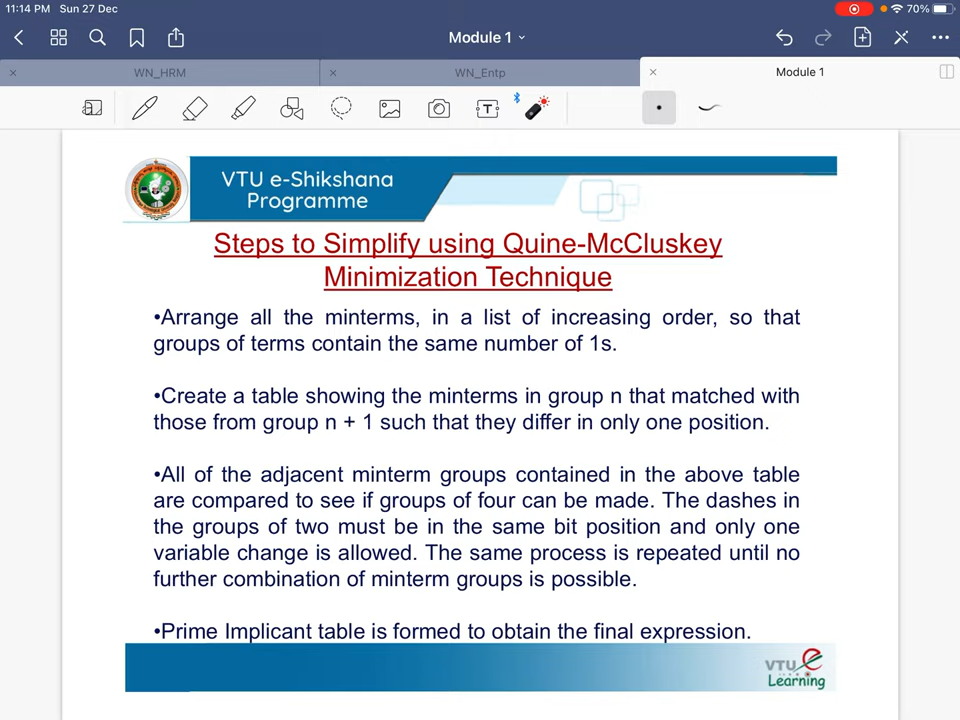 11:14 PM Sun 27 Dec
70%
Module 1
WN_HRM
WN_Entp
Module 1
T
VTU e-Shikshana
Programme
Steps to Simplify using Quine-McCluskey
Minimization Technique
•Arrange all the minterms, in a list of increasing order, so that
groups of terms contain the same number of 1s.
•Create a table showing the minterms in group n that matched with
those from group n + 1 such that they differ in only one position.
•All of the adjacent minterm groups contained in the above table
are compared to see if groups of four can be made. The dashes in
the groups of two must be in the same bit position and only one
variable change is allowed. The same process is repeated until no
further combination of minterm groups is possible.
•Prime Implicant table is formed to obtain the final expression.
VTU e
Learning